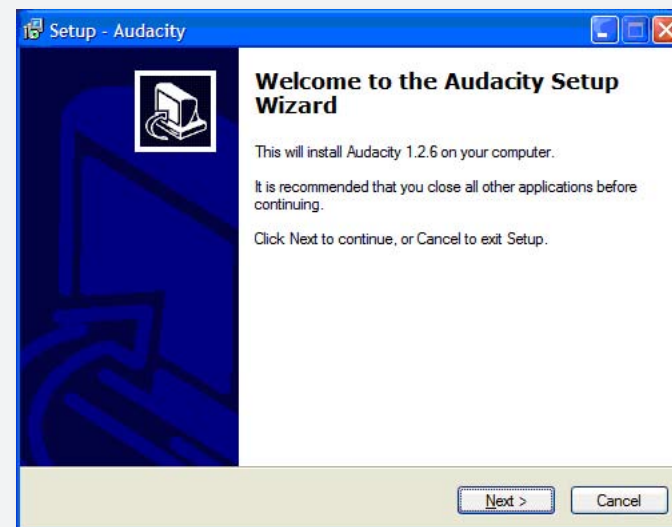 Setup - Audacity
Welcome to the Audacity Setup
Wizard
This will install Audacity 1.2.6 on your computer.
It is recommended that you close all other applications before
continuing.
Click Next to continue, or Cancel to exit Setup.
Next >
Cancel